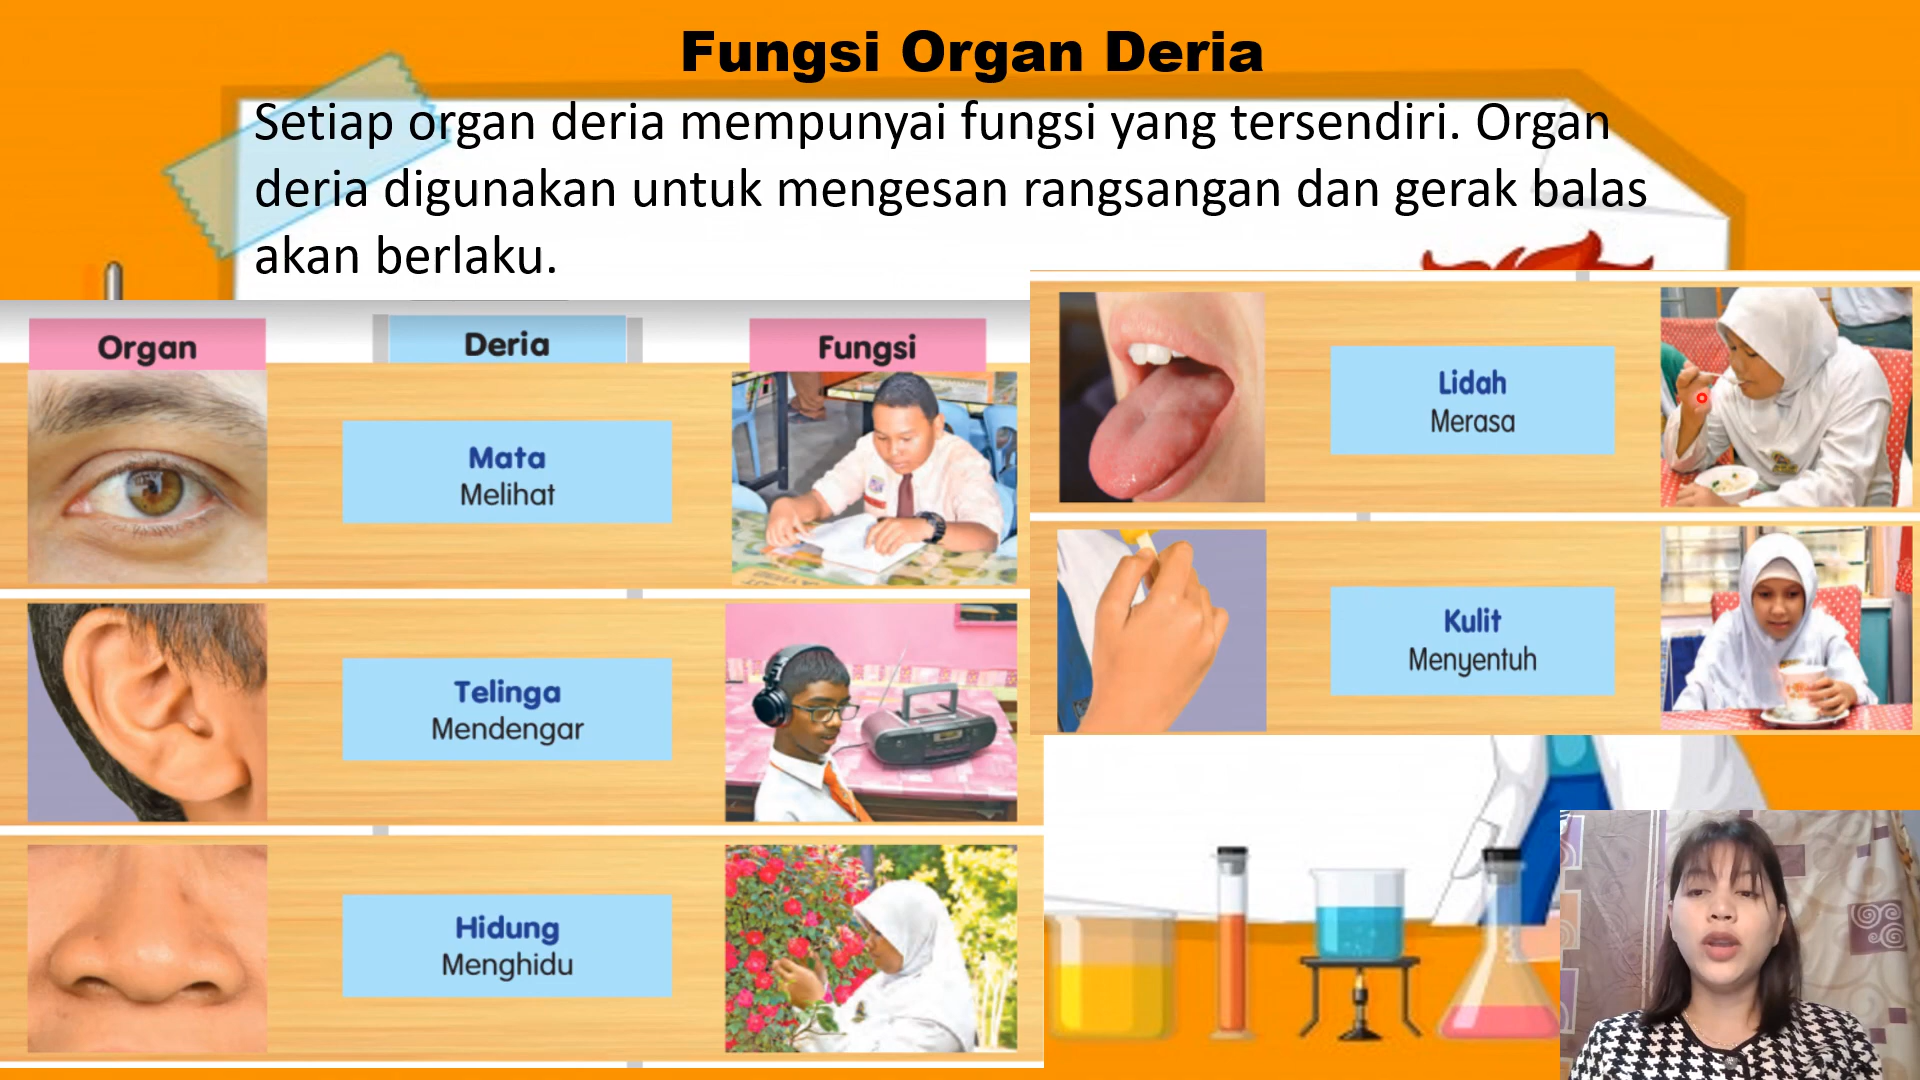 Fungsi Organ Deria
Setiap organ deria mempunyai fungsi yang tersendiri. Organ
deria digunakan untuk mengesan rangsangan dan gerak balas
akan berlaku.
Organ
Deria
Fungsi
Mata
Melihat
Telinga
Mendengar
Hidung
Menghidu
Lidah
Merasa
Kulit
Menyentuh